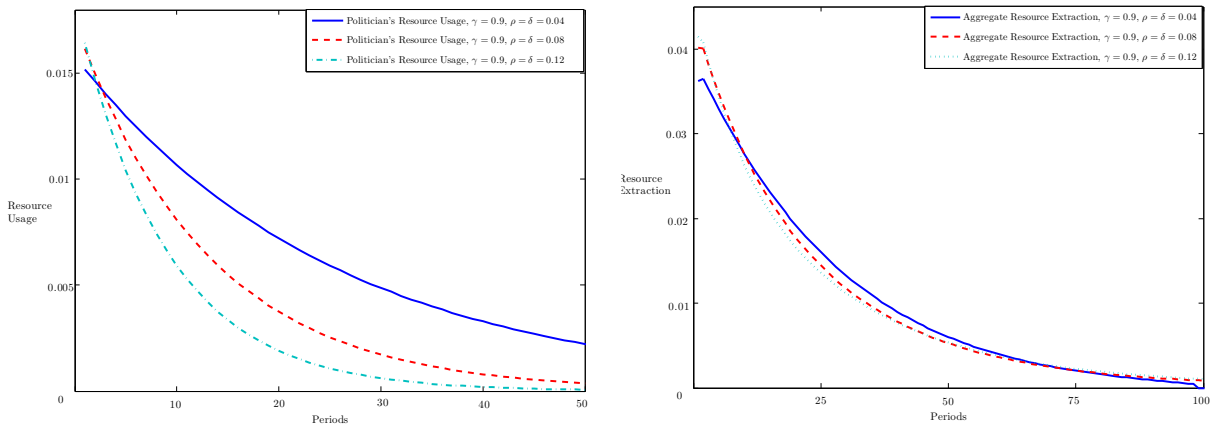 Politician's Resource Usage, γ = 0.9, ρ = δ = 0.04
Politician's Resource Usage, γ = 0.9, ρ = δ = 0.08
Politician's Resource Usage, γ = 0.9, ρ = δ = 0.12
0.015
0.01
0.005
0
Resource
Usage
10
20
30
40
50
Periods
Aggregate Resource Extraction, γ = 0.9, ρ = δ = 0.04
Aggregate Resource Extraction, γ = 0.9, ρ = δ = 0.08
Aggregate Resource Extraction, γ = 0.9, ρ = δ = 0.12
0.04
0.03
0.02
0.01
0
Resource
Extraction
25
50
75
100
Periods